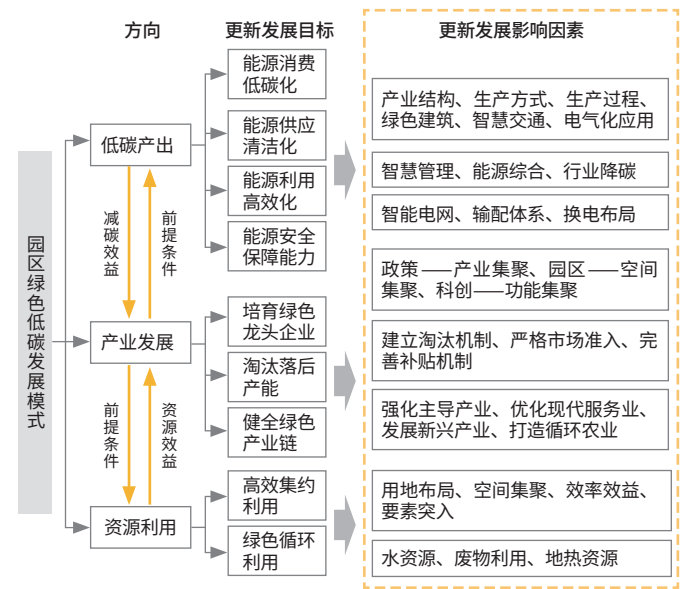 方向
更新发展目标
更新发展影响因素
园区绿色低碳发展模式
低碳产出
减碳效益
前提条件
产业发展
前提条件
资源效益
资源利用
能源消费
低碳化
能源供应
清洁化
能源利用
高效化
能源安全
保障能力
培育绿色
龙头企业
淘汰落后
产能
健全绿色
产业链
高效集约
利用
绿色循环
利用
产业结构、生产方式、生产过程、
绿色建筑、智慧交通、电气化应用
智慧管理、能源综合、行业降碳
智能电网、输配体系、换电布局
政策——产业集聚、园区——空间
集聚、科创——功能集聚
建立淘汰机制、严格市场准入、完
善补贴机制
强化主导产业、优化现代服务业、
发展新兴产业、打造循环农业
用地布局、空间集聚、效率效益、
要素突入
水资源、废物利用、地热资源